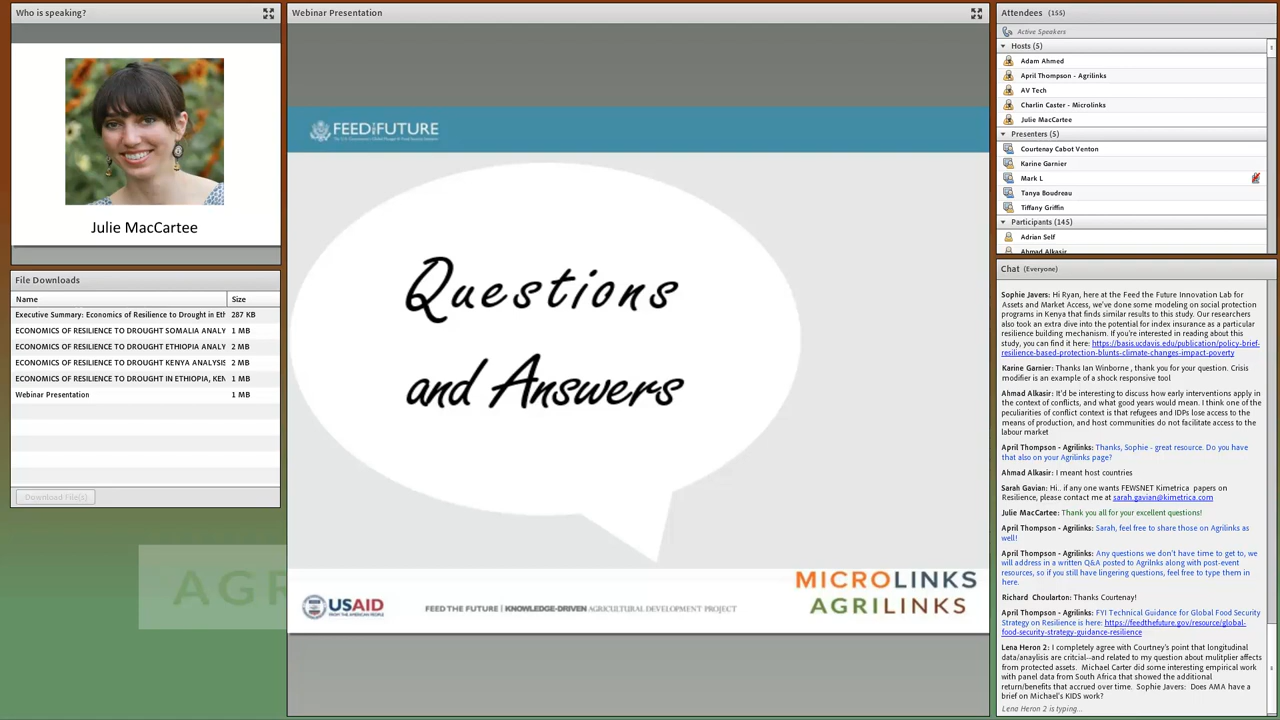 Who is speaking?
Julie MacCartee
File Downloads
Name Size
Executive Summary: Economics of Resilience to Drought in Eth 287 KB
ECONOMICS OF RESILIENCE TO DROUGHT SOMALIA ANALY 1 MB
ECONOMICS OF RESILIENCE TO DROUGHT ETHIOPIA ANALY 2 MB
ECONOMICS OF RESILIENCE TO DROUGHT KENYA ANALYSIS 2 MB
ECONOMICS OF RESILIENCE TO DROUGHT IN ETHIOPIA, KEN 1 MB
Webinar Presentation 1 MB
Download File(s)
AGR
Webinar Presentation
FEED THE FUTURE
Questions
and Answers
USAID
FROM THE AMERICAN PEOPLE
FEED THE FUTURE | KNOWLEDGE-DRIVEN AGRICULTURAL DEVELOPMENT PROJECT
MICROLINKS
AGRILINKS
Attendees (155)
Active Speakers
Hosts (5)
Adam Ahmed
April Thompson - Agrilinks
AV Tech
Charlin Caster - Microlinks
Julie MacCartee
Presenters (5)
Courtenay Cabot Venton
Karine Garnier
Mark L
Tanya Boudreau
Tiffany Griffin
Participants (145)
Adrian Self
Ahmad Alkasir
Chat (Everyone)
Sophie Javers: Hi Ryan, here at the Feed the Future Innovation Lab for
Assets and Market Access, we've done some modeling on social protection
programs in Kenya that finds similar results to this study. Our researchers
also took an extra dive into the potential for index insurance as a particular
resilience building mechanism. If you're interested in reading about this
study, you can find it here: https://basis.ucdavis.edu/publication/policy-brief-
resilience-based-protection-blunts-climate-changes-impact-poverty
Karine Garnier: Thanks Ian Winborne , thank you for your question. Crisis
modifier is an example of a shock responsive tool
Ahmad Alkasir: It'd be interesting to discuss how early interventions apply in
the context of conflicts, and what good years would mean. I think one of the
peculiarities of conflict context is that refugees and IDPs lose access to the
means of production, and host communities do not facilitate access to the
labour market
April Thompson - Agrilinks: Thanks, Sophie - great resource. Do you have
that also on your Agrilinks page?
Ahmad Alkasir: I meant host countries
Sarah Gavian: Hi.. if any one wants FEWSNET Kimetrica papers on
Resilience, please contact me at sarah.gavian@kimetrica.com
Julie MacCartee: Thank you all for your excellent questions!
April Thompson - Agrilinks: Sarah, feel free to share those on Agrilinks as
well!
April Thompson - Agrilinks: Any questions we don't have time to get to, we
will address in a written Q&A posted to Agrilnks along with post-event
resources, so if you still have lingering questions, feel free to type them in
here.
Richard Choularton: Thanks Courtenay!
April Thompson - Agrilinks: FYI Technical Guidance for Global Food Security
Strategy on Resilience is here: https://feedthefuture.gov/resource/global-
food-security-strategy-guidance-resilience
Lena Heron 2: I completely agree with Courtney's point that longitudinal
data/anaylisis are critcial--and related to my question about mulitplier affects
from protected assets. Michael Carter did some interesting empirical work
with panel data from South Africa that showed the additional
return/benefits that accrued over time. Sophie Javers: Does AMA have a
brief on Michael's KIDS work?
Lena Heron 2 is typing...